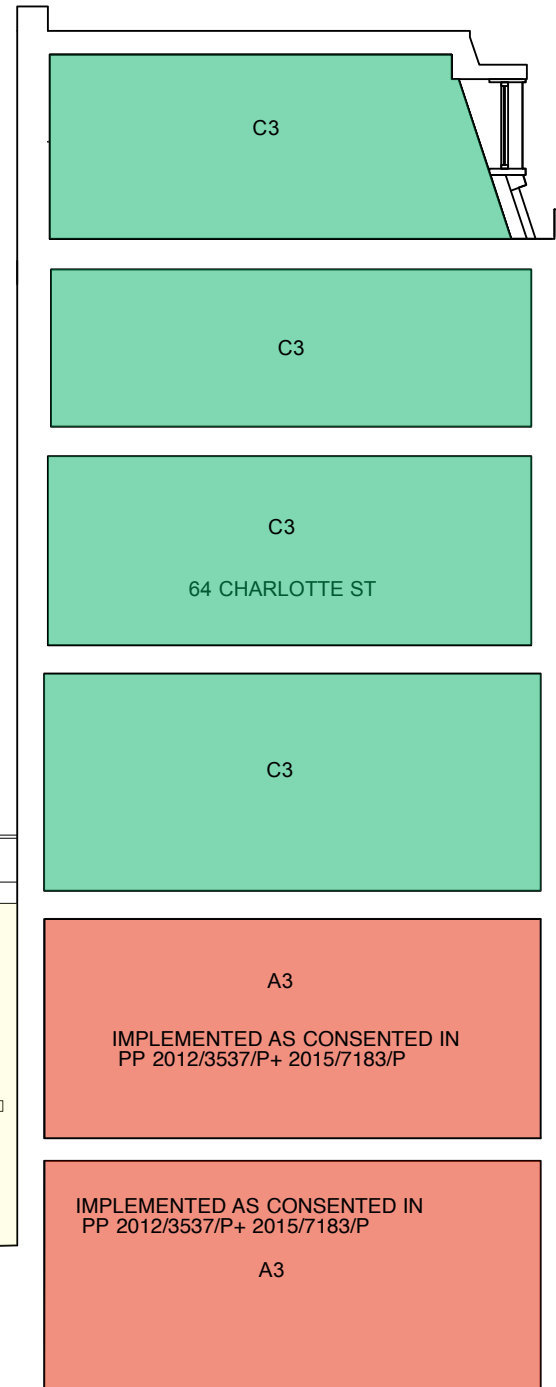 C3
C3
C3
64 CHARLOTTE ST
C3
A3
IMPLEMENTED AS CONSENTED IN
PP 2012/3537/P+ 2015/7183/P
IMPLEMENTED AS CONSENTED IN
PP 2012/3537/P+ 2015/7183/P
A3